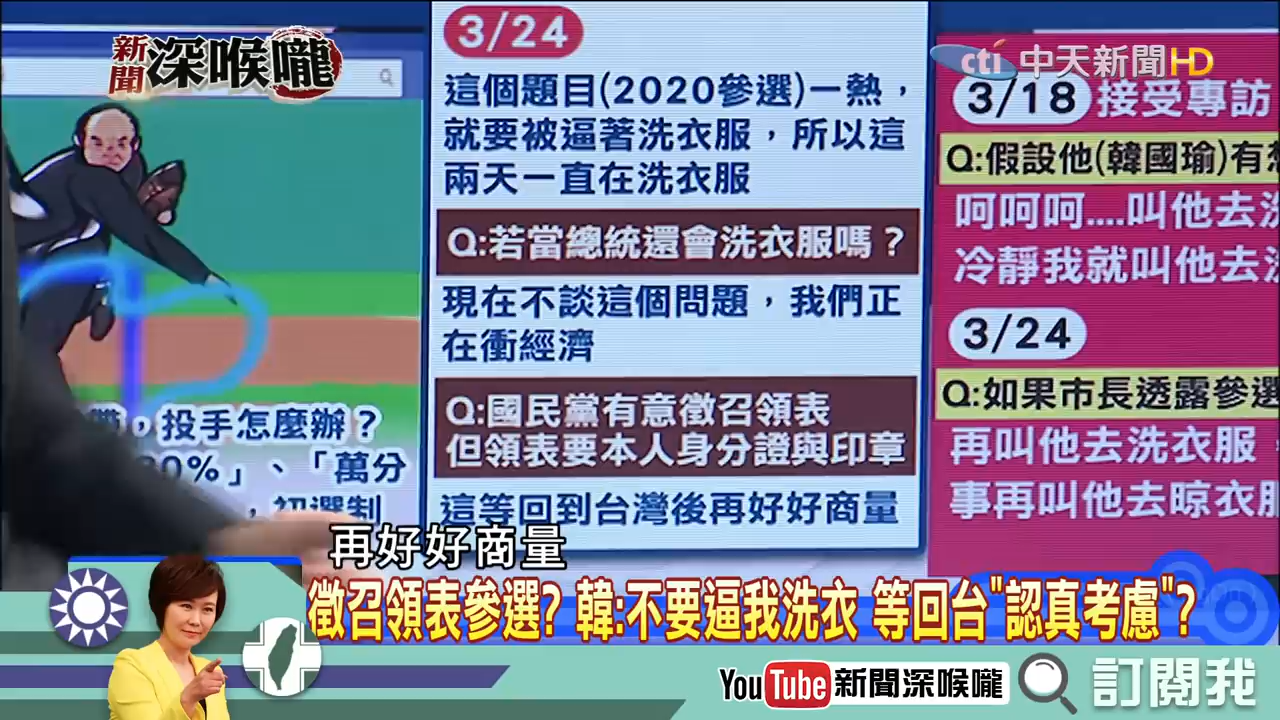 新聞深喉嚨
3/24
這個題目(2020參選)一熱，
就要被逼著洗衣服，所以這
兩天一直在洗衣服
Q:若當總統還會洗衣服嗎？
現在不談這個問題，我們正
在衝經濟
Q:國民黨有意徵召領表
但領表要本人身分證與印章
這等回到台灣後再好好商量
cti 中天新聞HD
3/18 接受專訪
Q:假設他(韓國瑜)有
呵呵呵....叫他去
冷靜我就叫他去
3/24
Q:如果市長透露參選
再叫他去洗衣服
事再叫他去晾衣服
，投手怎麼辦？
80%」、「萬分
，初選制
再好好商量
徵召領表參選? 韓:不要逼我洗衣 等回台"認真考慮"?
YouTube 新聞深喉嚨 訂閱我